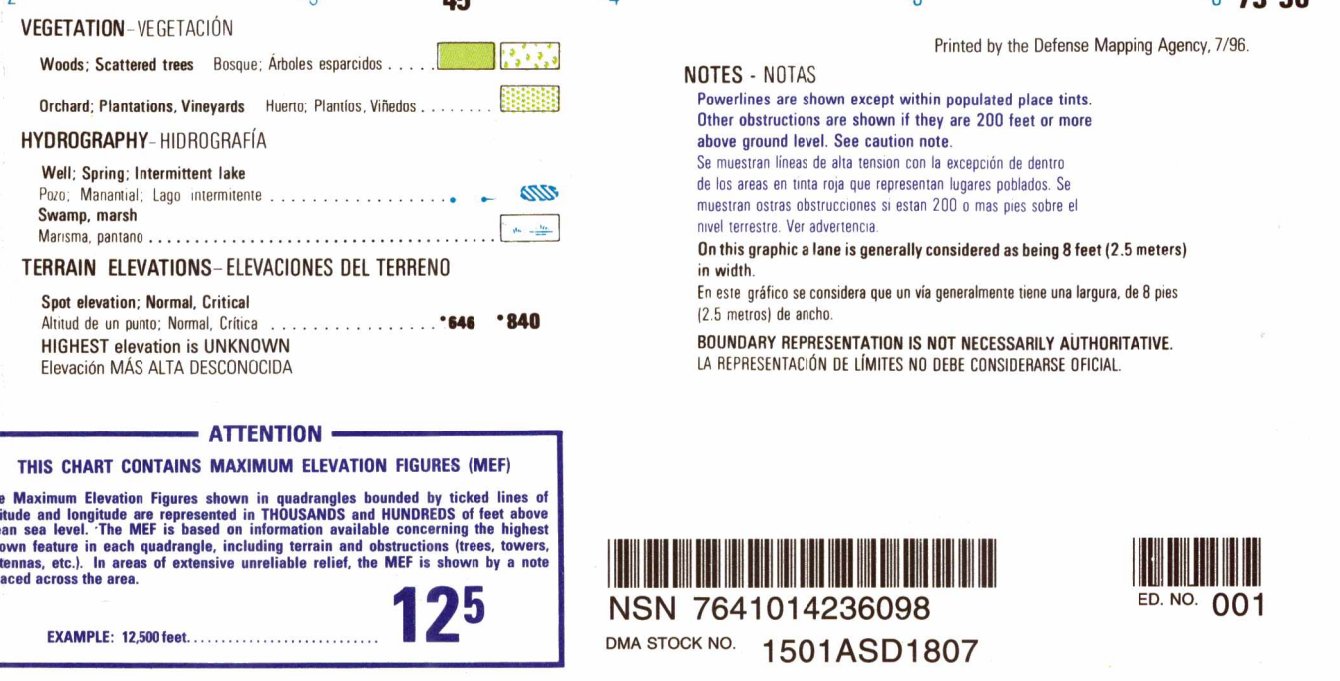 45
VEGETATION-VEGETACIÓN
Woods; Scattered trees Bosque; Árboles esparcidos . . . . .
Orchard; Plantations, Vineyards Huerto; Plantíos, Viñedos . . . . . . . .
HYDROGRAPHY-HIDROGRAFÍA
Well; Spring; Intermittent lake
Pozo; Manantial; Lago intermitente . . . . . . . . . . . . . . . . . .
Swamp, marsh
Marisma, pantano . . . . . . . . . . . . . . . . . . . . . . . . . . . . . . . . . . . .
TERRAIN ELEVATIONS-ELEVACIONES DEL TERRENO
Spot elevation; Normal, Critical
Altitud de un punto; Normal, Crítica . . . . . . . . . . . . . . . . . 646 840
HIGHEST elevation is UNKNOWN
Elevación MÁS ALTA DESCONOCIDA
ATTENTION
THIS CHART CONTAINS MAXIMUM ELEVATION FIGURES (MEF)
e Maximum Elevation Figures shown in quadrangles bounded by ticked lines of
itude and longitude are represented in THOUSANDS and HUNDREDS of feet above
an sea level. The MEF is based on information available concerning the highest
own feature in each quadrangle, including terrain and obstructions (trees, towers,
tennas, etc.). In areas of extensive unreliable relief, the MEF is shown by a note
aced across the area.
EXAMPLE: 12,500 feet. . . . . . . . . . . . . . . . . . . . . . . . . . 12 5
Printed by the Defense Mapping Agency, 7/96.
NOTES - NOTAS
Powerlines are shown except within populated place tints.
Other obstructions are shown if they are 200 feet or more
above ground level. See caution note.
Se muestran líneas de alta tension con la excepción de dentro
de los areas en tinta roja que representan lugares poblados. Se
muestran ostras obstrucciones si estan 200 o mas pies sobre el
nivel terrestre. Ver advertencia.
On this graphic a lane is generally considered as being 8 feet (2.5 meters)
in width.
En este gráfico se considera que un vía generalmente tiene una largura, de 8 pies
(2.5 metros) de ancho.
BOUNDARY REPRESENTATION IS NOT NECESSARILY AUTHORITATIVE.
LA REPRESENTACIÓN DE LÍMITES NO DEBE CONSIDERARSE OFICIAL.
NSN 7641014236098
DMA STOCK NO. 1501ASD1807
ED. NO. 001